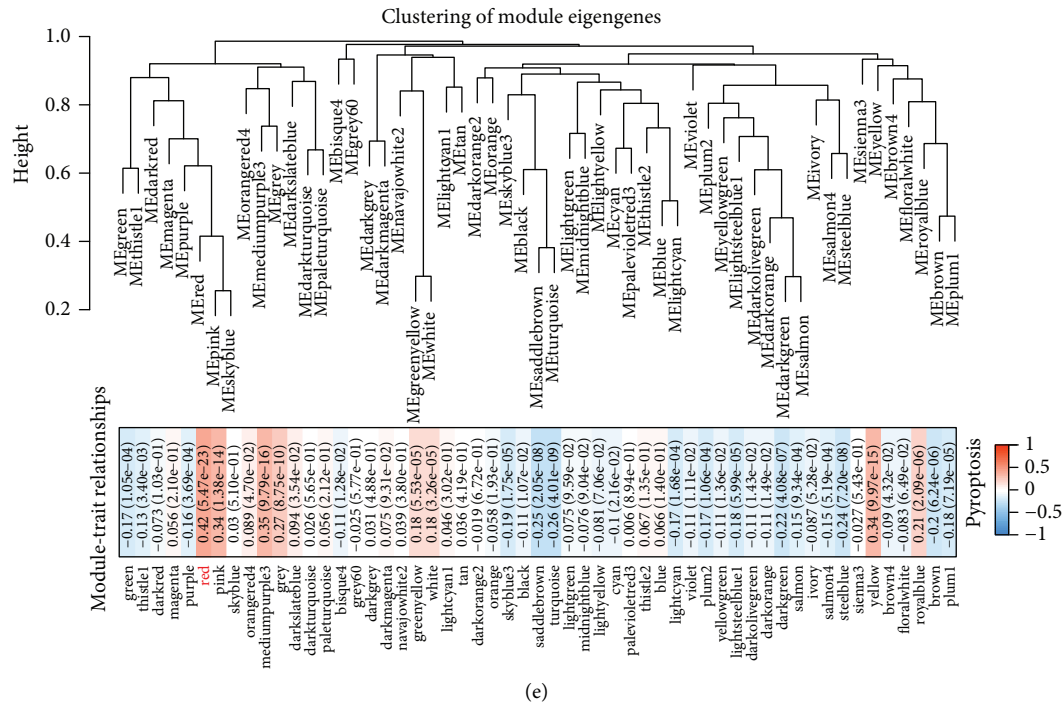 Clustering of module eigengenes
Height
1.0
0.8
0.6
0.4
0.2
MEgreen
MEthistle1
MEdarkred
MEmagenta
MEpurple
MEred
MEpink
MEskyblue
MEorangered4
MEmediumpurple3
MEgrey
MEdarkslateblue
MEdarkturquoise
MEpaleturquoise
MEbisque4
MEgrey60
MEdarkgrey
MEdarkmagenta
MEnavajowhite2
MEgreenyellow
MEwhite
MElightcyan1
MEtan
MEdarkorange2
MEorange
MEskyblue3
MEblack
MEsaddlebrown
MEturquoise
MElightgreen
MEmidnightblue
MElightyellow
MEcyan
MEpalevioletred3
MEthistle2
MEblue
MElightcyan
MEviolet
MEplum2
MEyellowgreen
MElightsteelblue1
MEdarkolivegreen
MEdarkorange
MEdarkgreen
MEsalmon
MEivory
MEsalmon4
MEsteelblue
MEsienna3
MEyellow
MEbrown4
MEfloralwhite
MEroyalblue
MEbrown
MEplum1
Module-trait relationships
−0.17 (1.05e−04)
−0.13 (3.40e−03)
−0.073 (1.03e−01)
0.056 (2.10e−01)
−0.16 (3.69e−04)
0.42 (5.47e−23)
0.34 (1.38e−14)
0.03 (5.10e−01)
0.089 (4.70e−02)
0.35 (9.79e−16)
0.27 (8.75e−10)
0.094 (3.54e−02)
0.026 (5.65e−01)
0.056 (2.12e−01)
−0.11 (1.28e−02)
−0.025 (5.77e−01)
0.031 (4.88e−01)
0.075 (9.31e−02)
0.039 (3.80e−01)
0.18 (5.53e−05)
0.18 (3.26e−05)
0.046 (3.02e−01)
0.036 (4.19e−01)
−0.019 (6.72e−01)
−0.058 (1.93e−01)
−0.19 (1.75e−05)
−0.11 (1.07e−02)
−0.25 (2.05e−08)
−0.26 (4.01e−09)
−0.075 (9.59e−02)
−0.076 (9.04e−02)
−0.081 (7.06e−02)
−0.1 (2.16e−02)
0.006 (8.94e−01)
0.067 (1.35e−01)
0.066 (1.40e−01)
−0.17 (1.68e−04)
−0.11 (1.11e−02)
−0.17 (1.06e−04)
−0.11 (1.36e−02)
−0.18 (5.99e−05)
−0.11 (1.43e−02)
−0.11 (1.49e−02)
−0.22 (4.08e−07)
−0.15 (9.34e−04)
−0.087 (5.28e−02)
−0.15 (5.19e−04)
−0.24 (7.20e−08)
−0.027 (5.43e−01)
0.34 (9.97e−15)
−0.09 (4.32e−02)
−0.083 (6.49e−02)
0.21 (2.09e−06)
−0.2 (6.24e−06)
−0.18 (7.19e−05)
green
thistle1
darkred
magenta
purple
red
pink
skyblue
orangered4
mediumpurple3
grey
darkslateblue
darkturquoise
paleturquoise
bisque4
grey60
darkgrey
darkmagenta
navajowhite2
greenyellow
white
lightcyan1
tan
darkorange2
orange
skyblue3
black
saddlebrown
turquoise
lightgreen
midnightblue
lightyellow
cyan
palevioletred3
thistle2
blue
lightcyan
violet
plum2
yellowgreen
lightsteelblue1
darkolivegreen
darkorange
darkgreen
salmon
ivory
salmon4
steelblue
sienna3
yellow
brown4
floralwhite
royalblue
brown
plum1
Pyroptosis
1
0.5
0
−0.5
−1
(e)